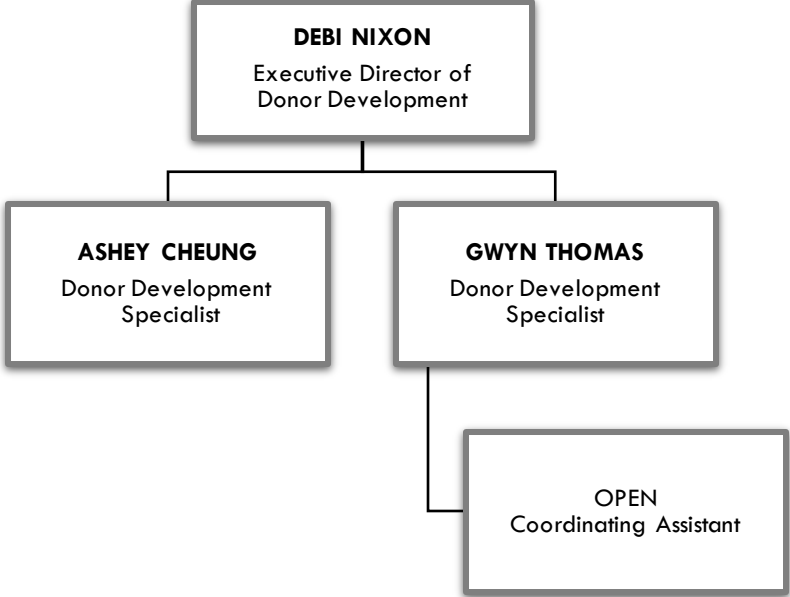 DEBI NIXON
Executive Director of
Donor Development
ASHEY CHEUNG
Donor Development
Specialist
GWYN THOMAS
Donor Development
Specialist
OPEN
Coordinating Assistant